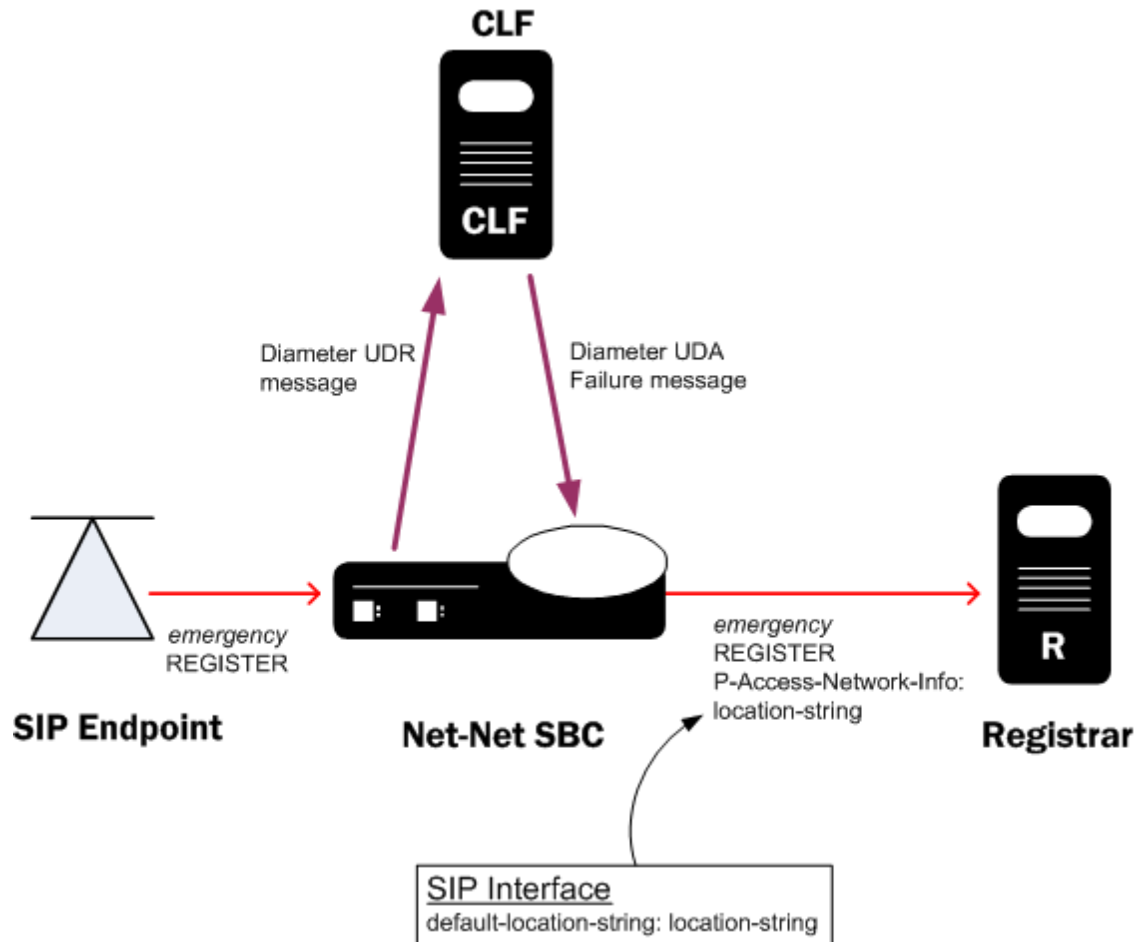 CLF
CLF
Diameter UDR
message
Diameter UDA
Failure message
emergency
REGISTER
emergency
REGISTER
P-Access-Network-Info:
location-string
R
SIP Endpoint
Net-Net SBC
Registrar
SIP Interface
default-location-string: location-string